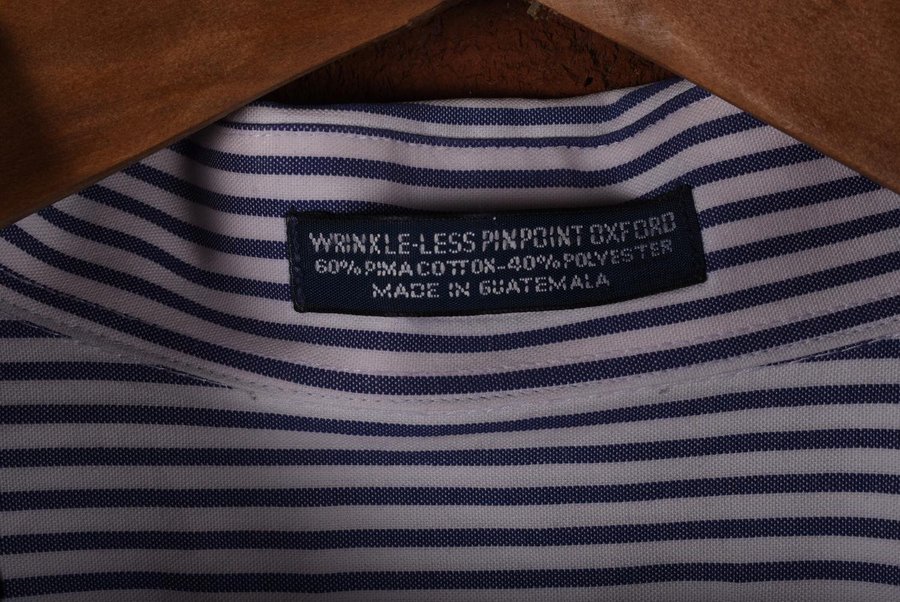 WRINKLE-LESS PINPOINT OXFORD
60% PIMA COTTON-40% POLYESTER
MADE IN GUATEMALA